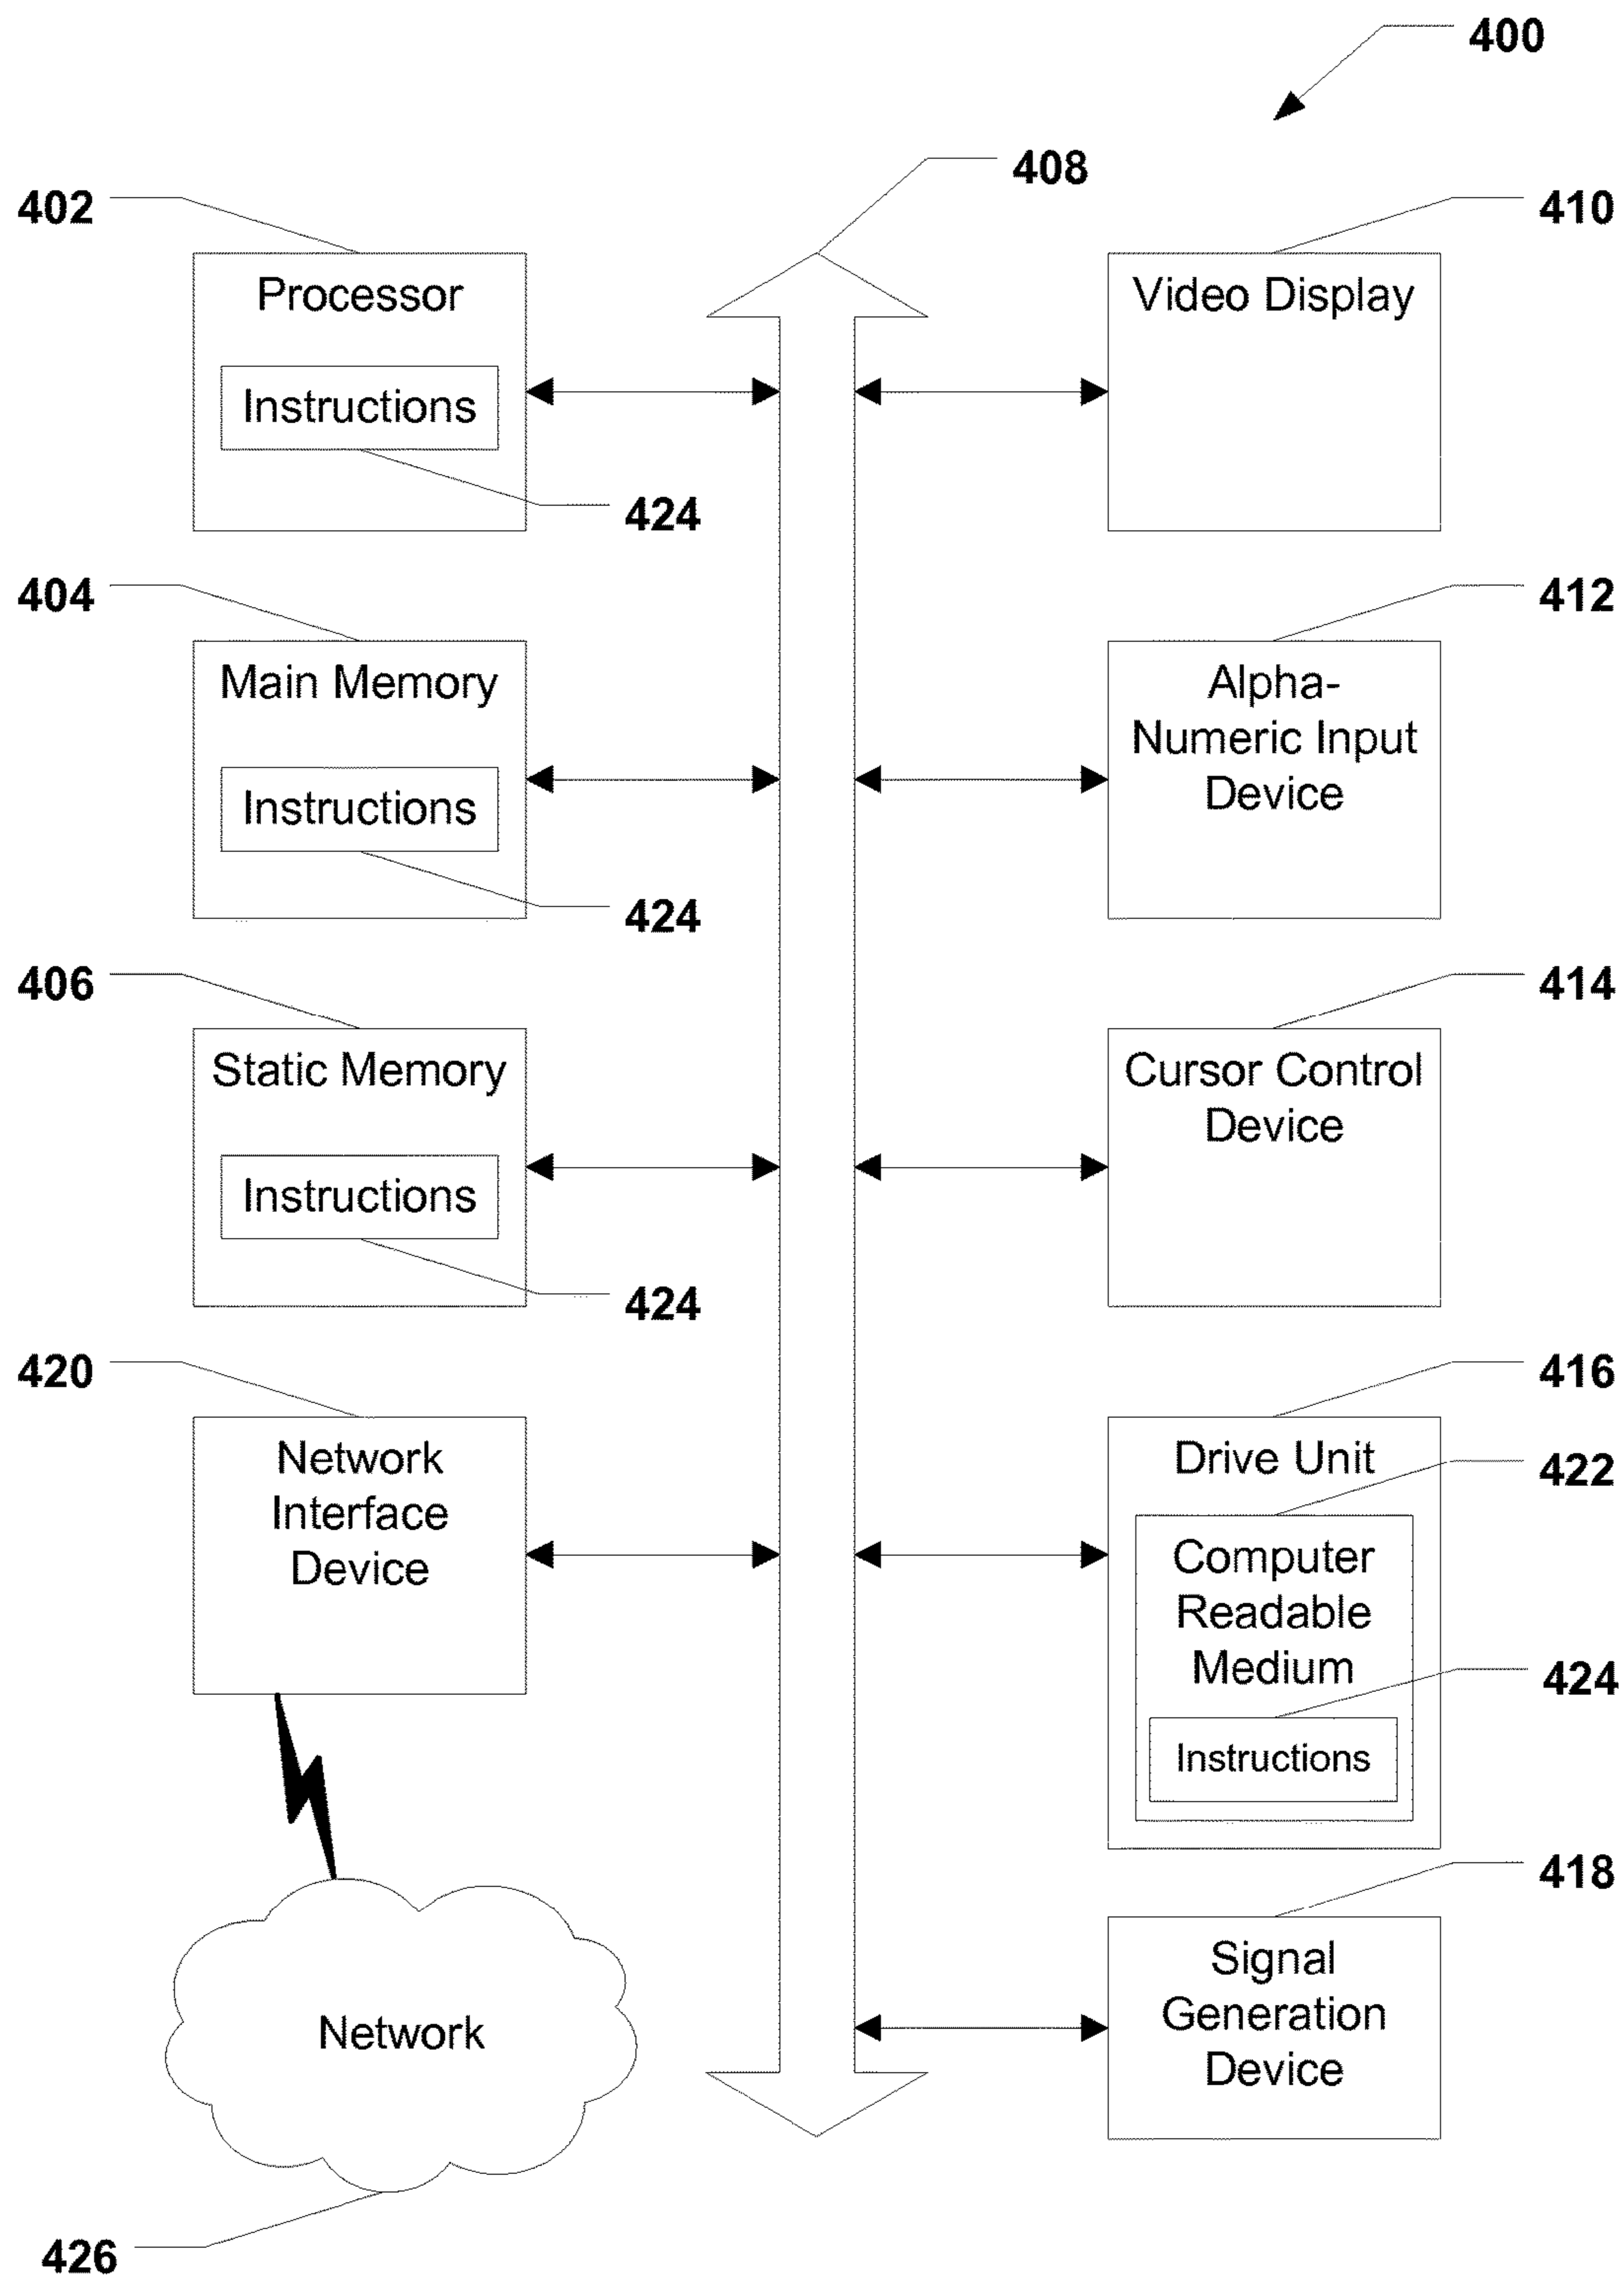 400
408
402
Processor
Instructions
424
410
Video Display
404
Main Memory
Instructions
424
412
Alpha-
Numeric Input
Device
406
Static Memory
Instructions
424
414
Cursor Control
Device
420
Network
Interface
Device
416
Drive Unit
422
Computer
Readable
Medium
424
Instructions
418
Signal
Generation
Device
Network
426